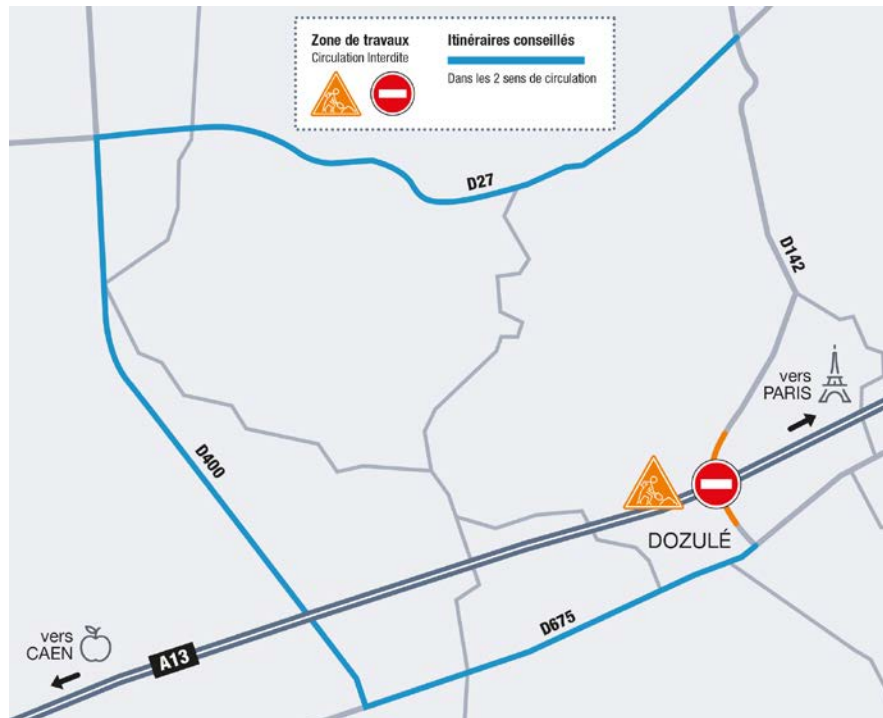 Zone de travaux
Circulation Interdite
Itinéraires conseillés
Dans les 2 sens de circulation
D27
D142
vers
PARIS
D400
DOZULÉ
D675
vers
CAEN
A13